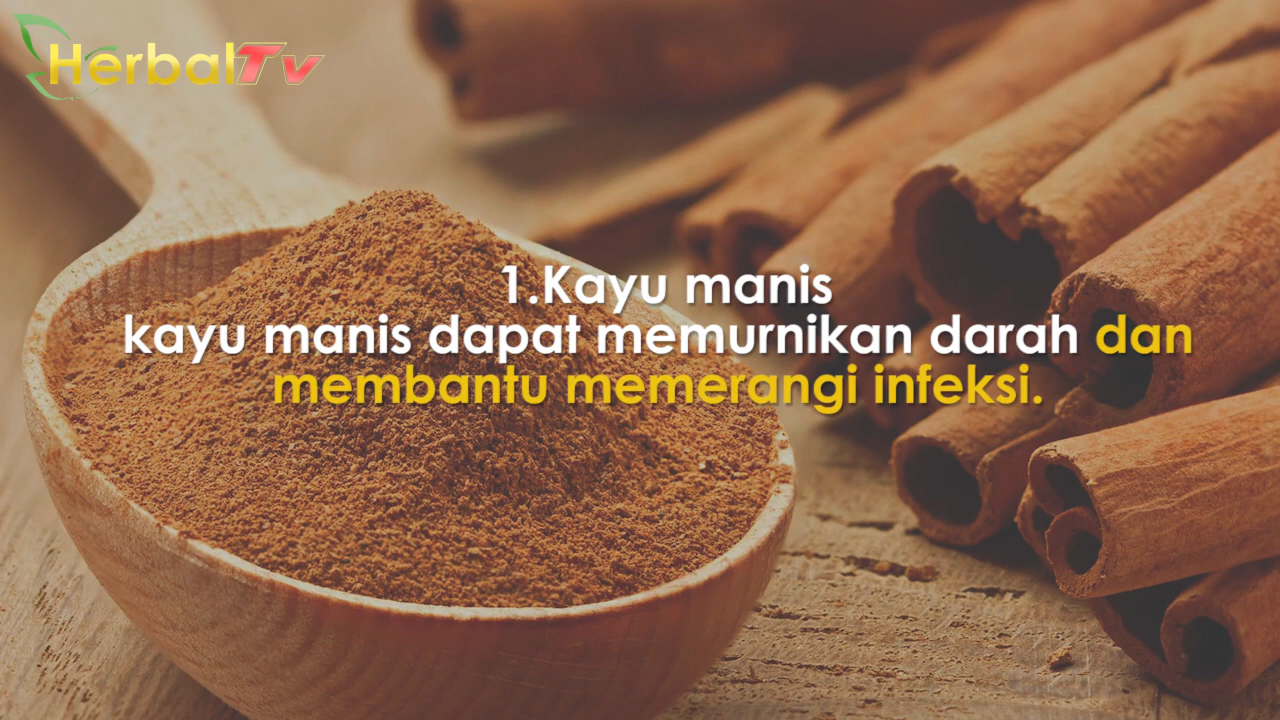 HerbalTv
1.Kayu manis
kayu manis dapat memurnikan darah dan
membantu memerangi infeksi.